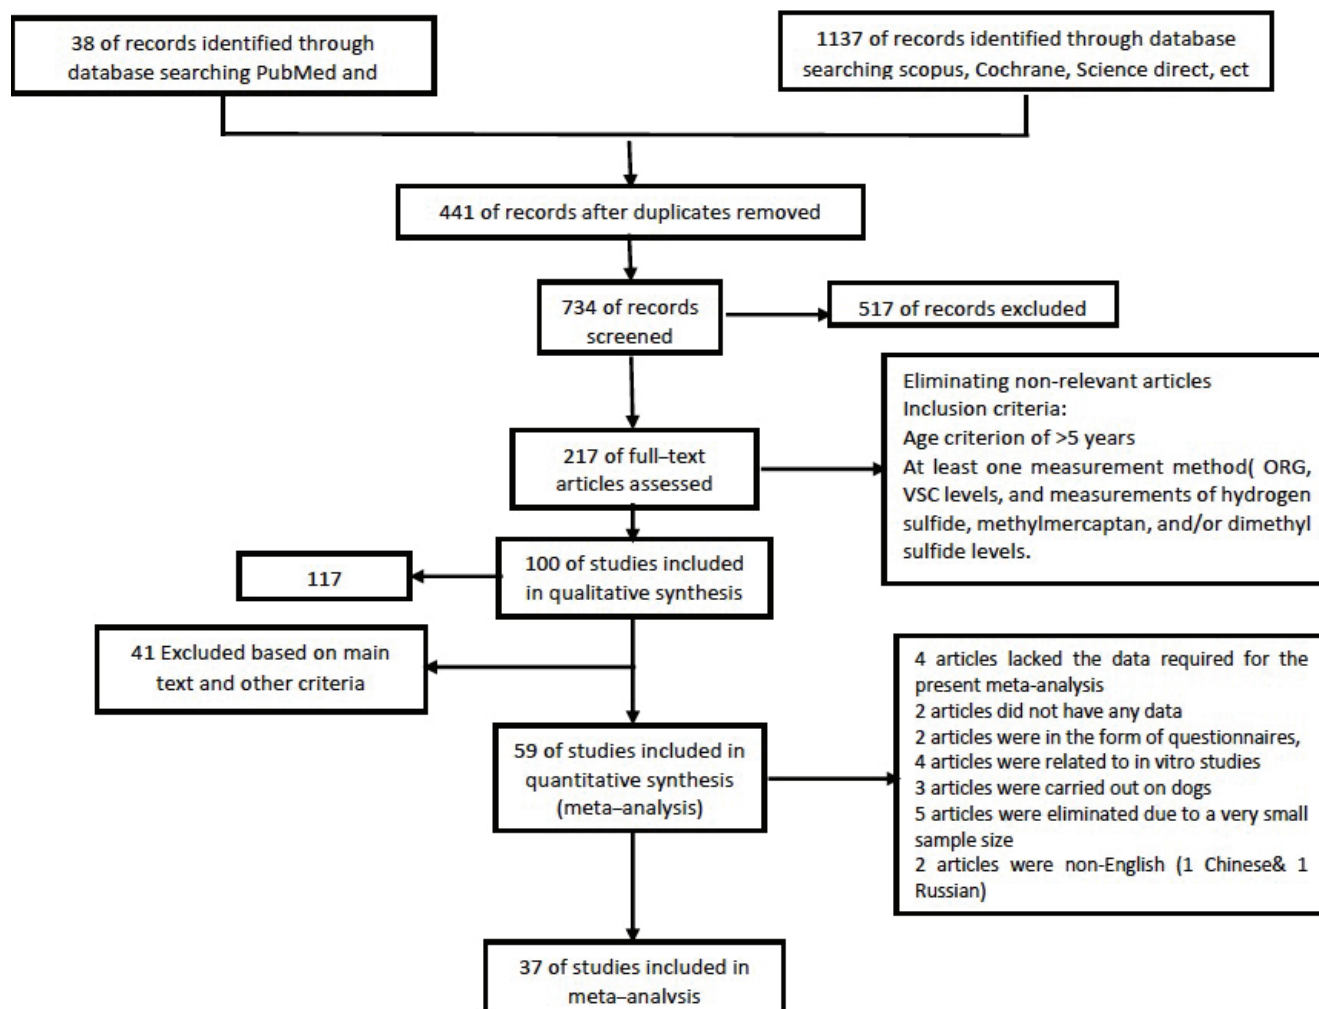 38 of records identified through
database searching PubMed and
1137 of records identified through database
searching scopus, Cochrane, Science direct, ect
441 of records after duplicates removed
734 of records
screened
517 of records excluded
217 of full–text
articles assessed
Eliminating non-relevant articles
Inclusion criteria:
Age criterion of >5 years
At least one measurement method( ORG,
VSC levels, and measurements of hydrogen
sulfide, methylmercaptan, and/or dimethyl
sulfide levels.
100 of studies included
in qualitative synthesis
117
41 Excluded based on main
text and other criteria
59 of studies included in
quantitative synthesis
(meta–analysis)
4 articles lacked the data required for the
present meta-analysis
2 articles did not have any data
2 articles were in the form of questionnaires,
4 articles were related to in vitro studies
3 articles were carried out on dogs
5 articles were eliminated due to a very small
sample size
2 articles were non-English (1 Chinese& 1
Russian)
37 of studies included in
meta–analysis